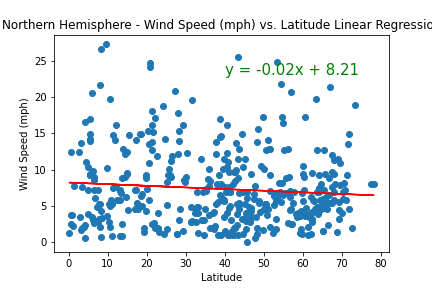 Northern Hemisphere - Wind Speed (mph) vs. Latitude Linear Regressio
y = -0.02x + 8.21
Wind Speed (mph)
25
20
15
10
5
0
0 10 20 30 40 50 60 70 80
Latitude